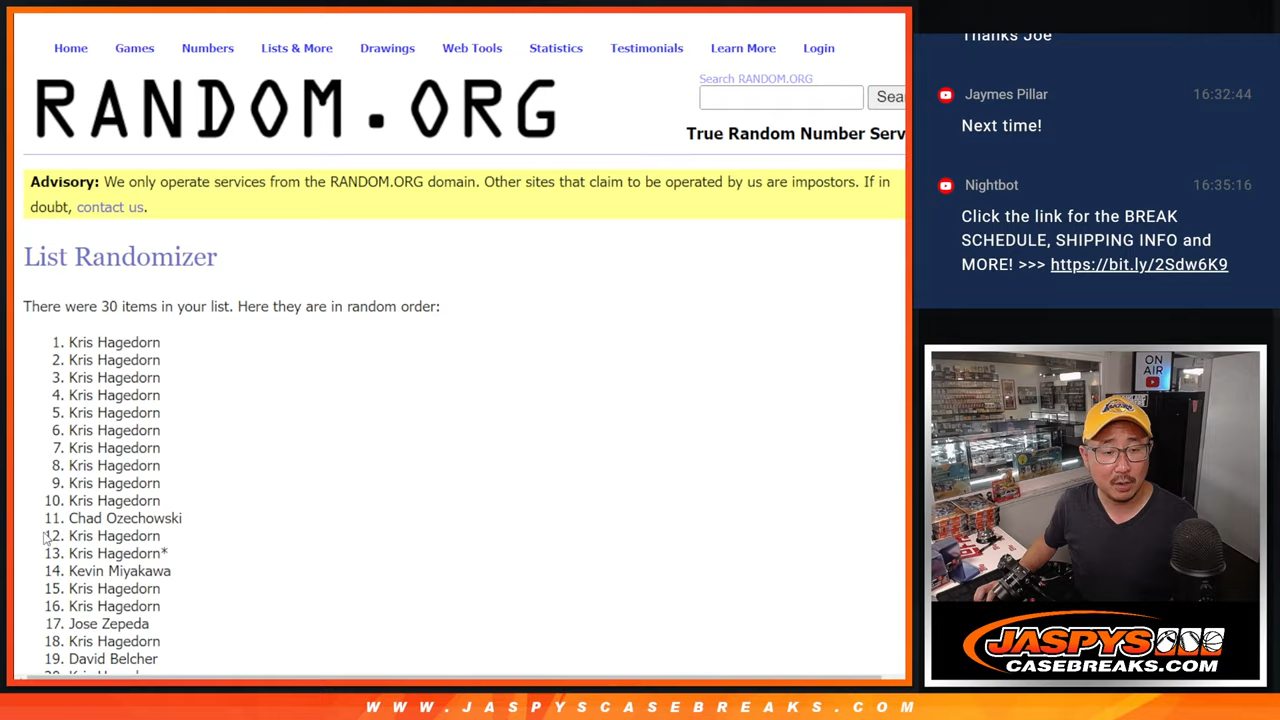 Home Games Numbers Lists & More Drawings Web Tools Statistics Testimonials Learn More Login
RANDOM.ORG
Search RANDOM.ORG
Sea
True Random Number Serv
Advisory: We only operate services from the RANDOM.ORG domain. Other sites that claim to be operated by us are impostors. If in
doubt, contact us.
List Randomizer
There were 30 items in your list. Here they are in random order:
1. Kris Hagedorn
2. Kris Hagedorn
3. Kris Hagedorn
4. Kris Hagedorn
5. Kris Hagedorn
6. Kris Hagedorn
7. Kris Hagedorn
8. Kris Hagedorn
9. Kris Hagedorn
10. Kris Hagedorn
11. Chad Ozechowski
12. Kris Hagedorn
13. Kris Hagedorn*
14. Kevin Miyakawa
15. Kris Hagedorn
16. Kris Hagedorn
17. Jose Zepeda
18. Kris Hagedorn
19. David Belcher
Thanks Joe
Jaymes Pillar 16:32:44
Next time!
Nightbot 16:35:16
Click the link for the BREAK
SCHEDULE, SHIPPING INFO and
MORE! >>> https://bit.ly/2Sdw6K9
ON
AIR
JASPYS
CASEBREAKS.COM
WWW.JASPYSCASEBREAKS.COM